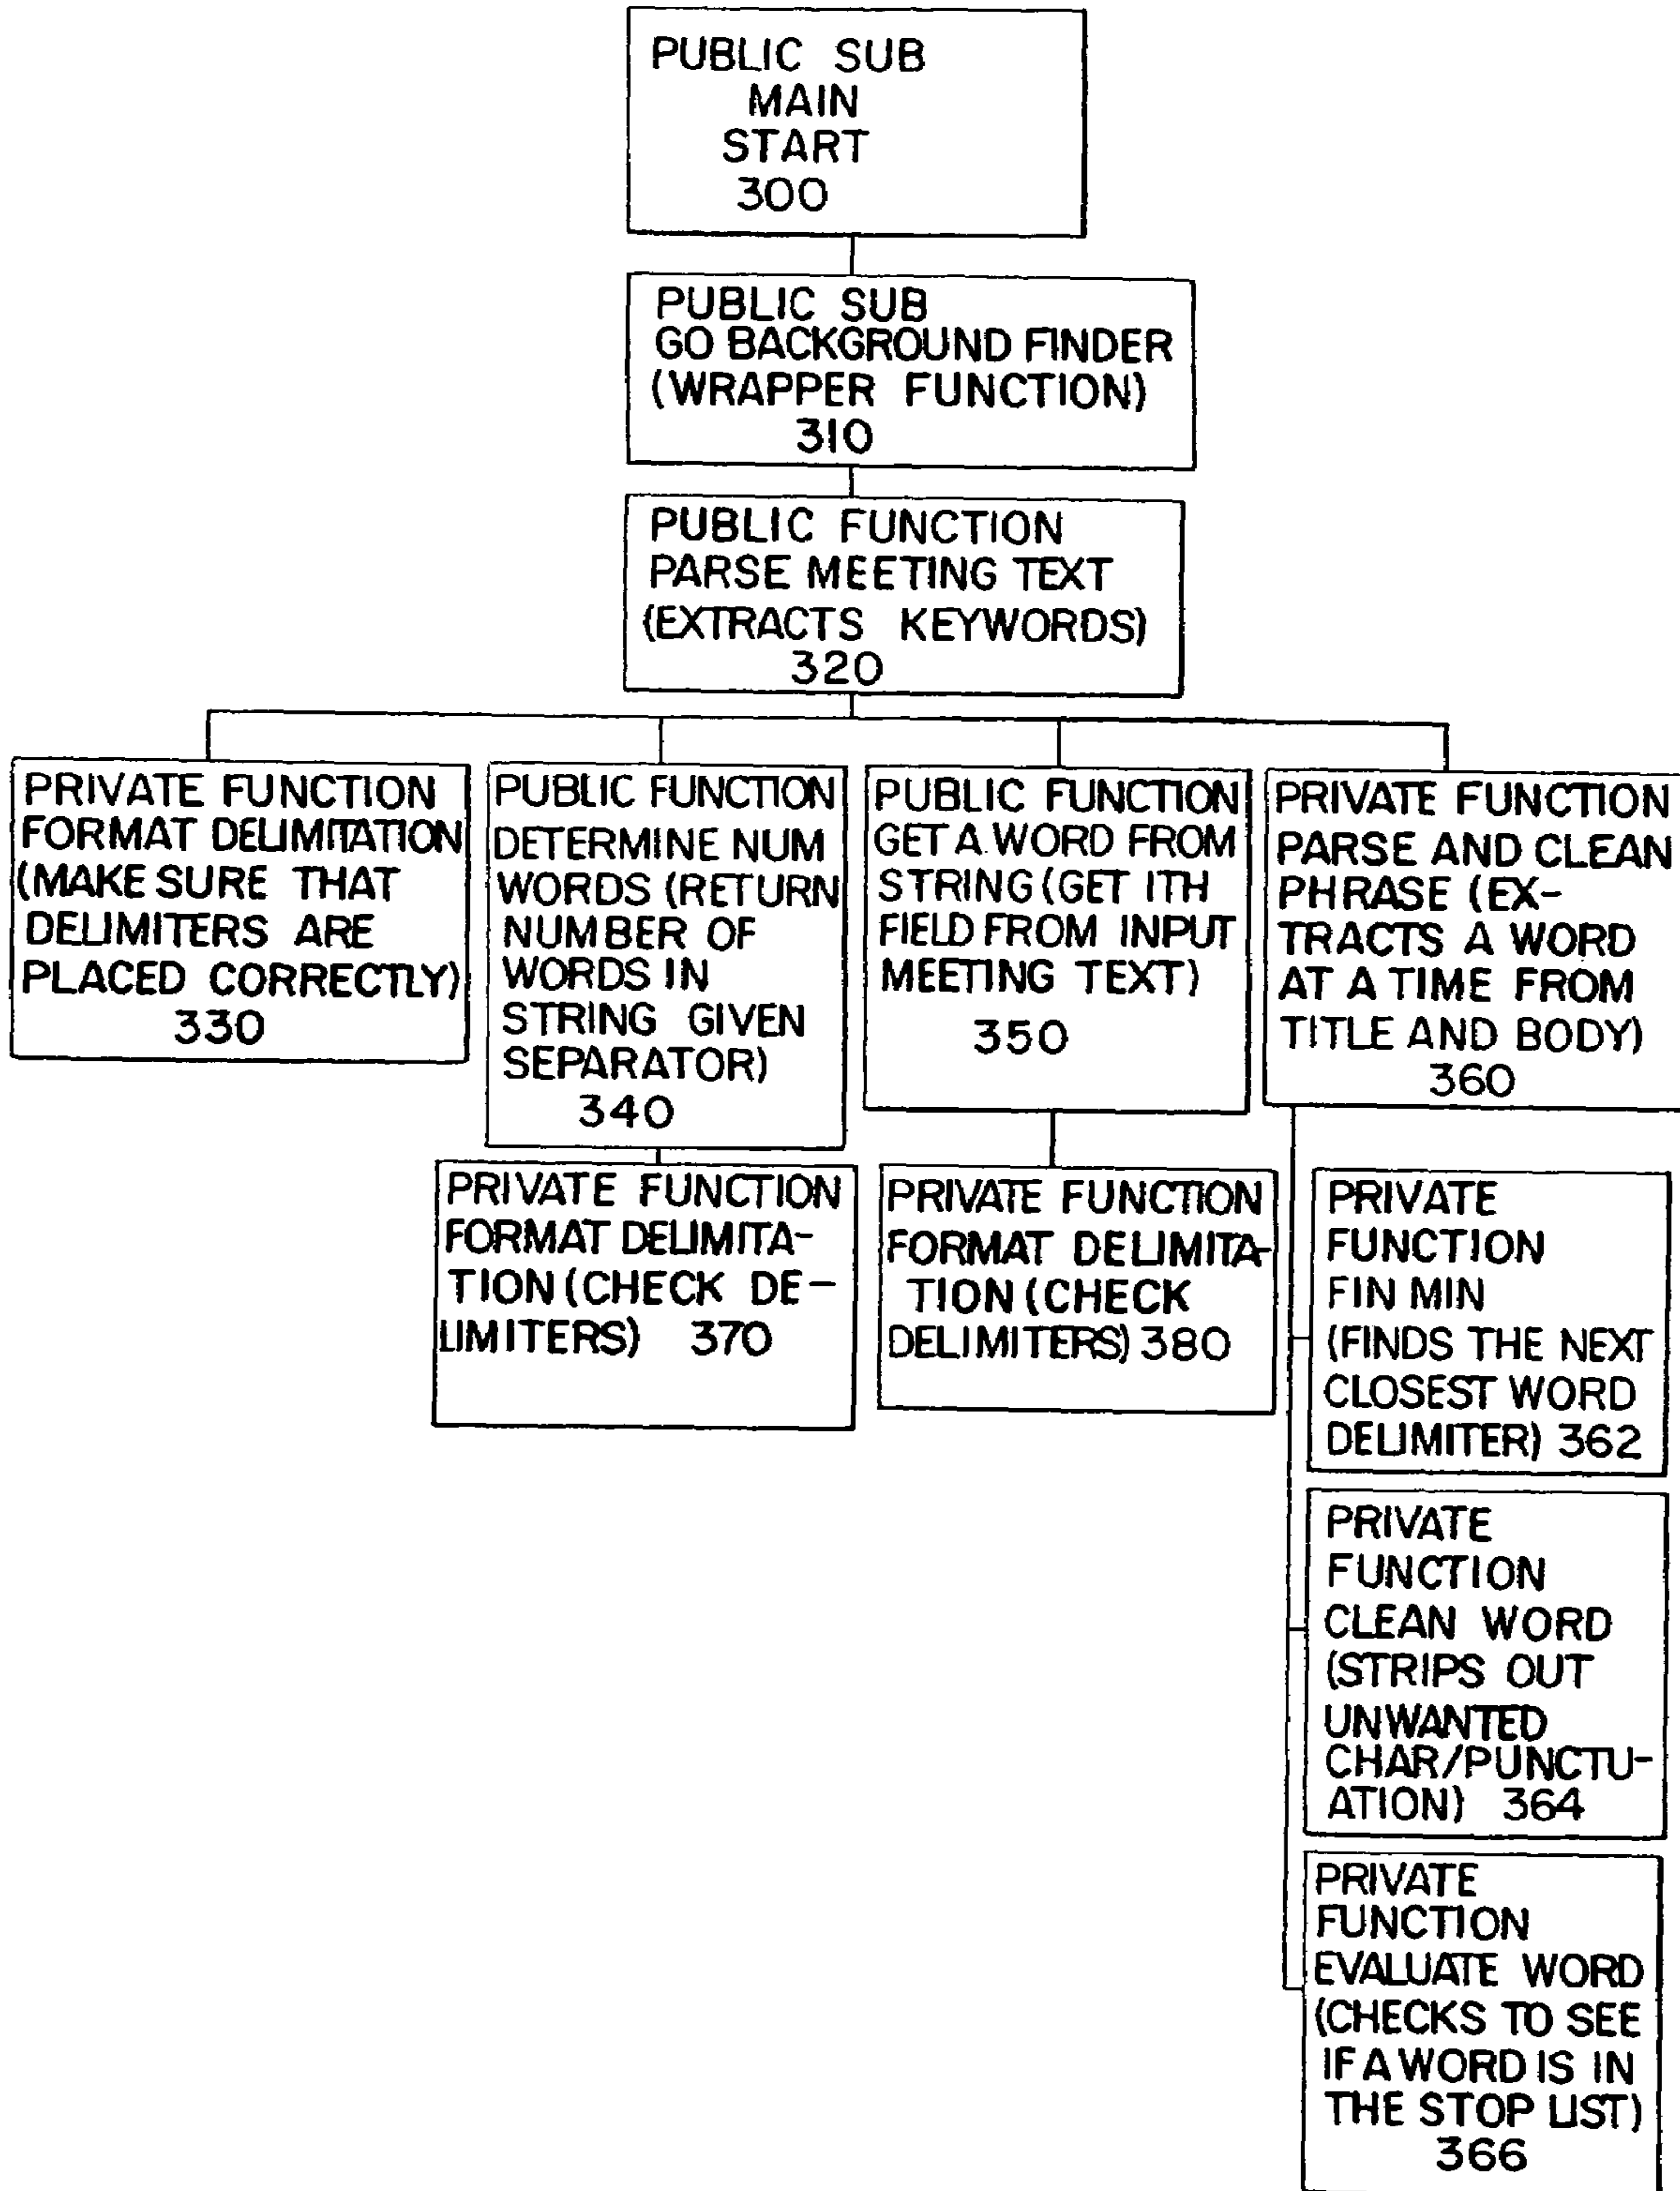 PUBLIC SUB
MAIN
START
300
PUBLIC SUB
GO BACKGROUND FINDER
(WRAPPER FUNCTION)
310
PUBLIC FUNCTION
PARSE MEETING TEXT
(EXTRACTS KEYWORDS)
320
PRIVATE FUNCTION
FORMAT DELIMITATION
(MAKE SURE THAT
DELIMITERS ARE
PLACED CORRECTLY)
330
PUBLIC FUNCTION
DETERMINE NUM
WORDS (RETURN
NUMBER OF
WORDS IN
STRING GIVEN
SEPARATOR)
340
PUBLIC FUNCTION
GET A WORD FROM
STRING (GET ITH
FIELD FROM INPUT
MEETING TEXT)
350
PRIVATE FUNCTION
PARSE AND CLEAN
PHRASE (EX-
TRACTS A WORD
AT A TIME FROM
TITLE AND BODY)
360
PRIVATE FUNCTION
FORMAT DELIMITA-
TION (CHECK DE-
LIMITERS) 370
PRIVATE FUNCTION
FORMAT DELIMITA-
TION (CHECK
DELIMITERS) 380
PRIVATE
FUNCTION
FIN MIN
(FINDS THE NEXT
CLOSEST WORD
DELIMITER) 362
PRIVATE
FUNCTION
CLEAN WORD
(STRIPS OUT
UNWANTED
CHAR/PUNCTU-
ATION) 364
PRIVATE
FUNCTION
EVALUATE WORD
(CHECKS TO SEE
IF A WORD IS IN
THE STOP LIST)
366